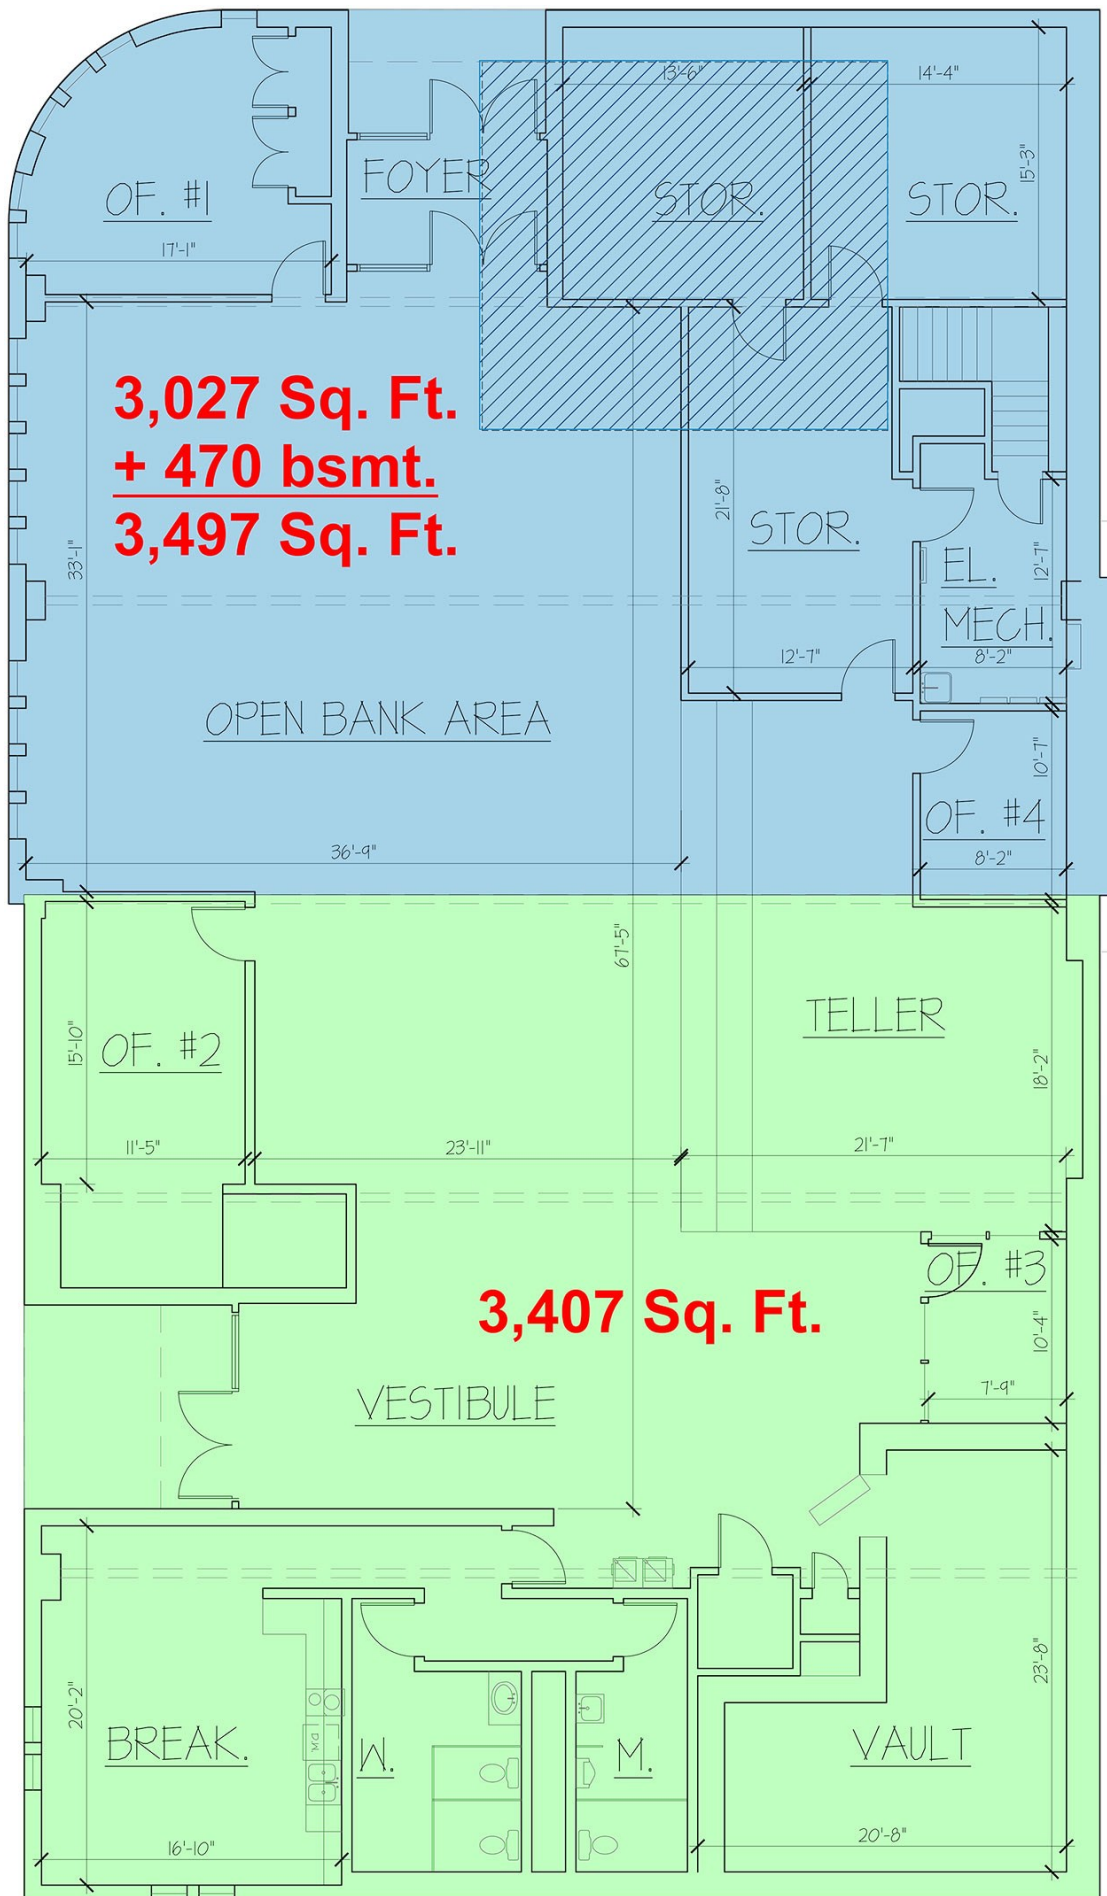 13'-6"
14'-4"
FOYER
OF. #1
STOR.
STOR.
15'-3"
17'-1"
3,027 Sq. Ft.
+ 470 bsmt.
3,497 Sq. Ft.
33'-1"
21'-8"
STOR.
EL.
MECH.
12'-7"
12'-7"
8'-2"
OPEN BANK AREA
10'-7"
OF. #4
36'-9"
8'-2"
67'-5"
TELLER
15'-10"
OF. #2
18'-2"
11'-5"
23'-11"
21'-7"
OF. #3
3,407 Sq. Ft.
10'-4"
7'-9"
VESTIBULE
23'-8"
20'-2"
BREAK.
DW
W.
M.
VAULT
16'-10"
20'-8"